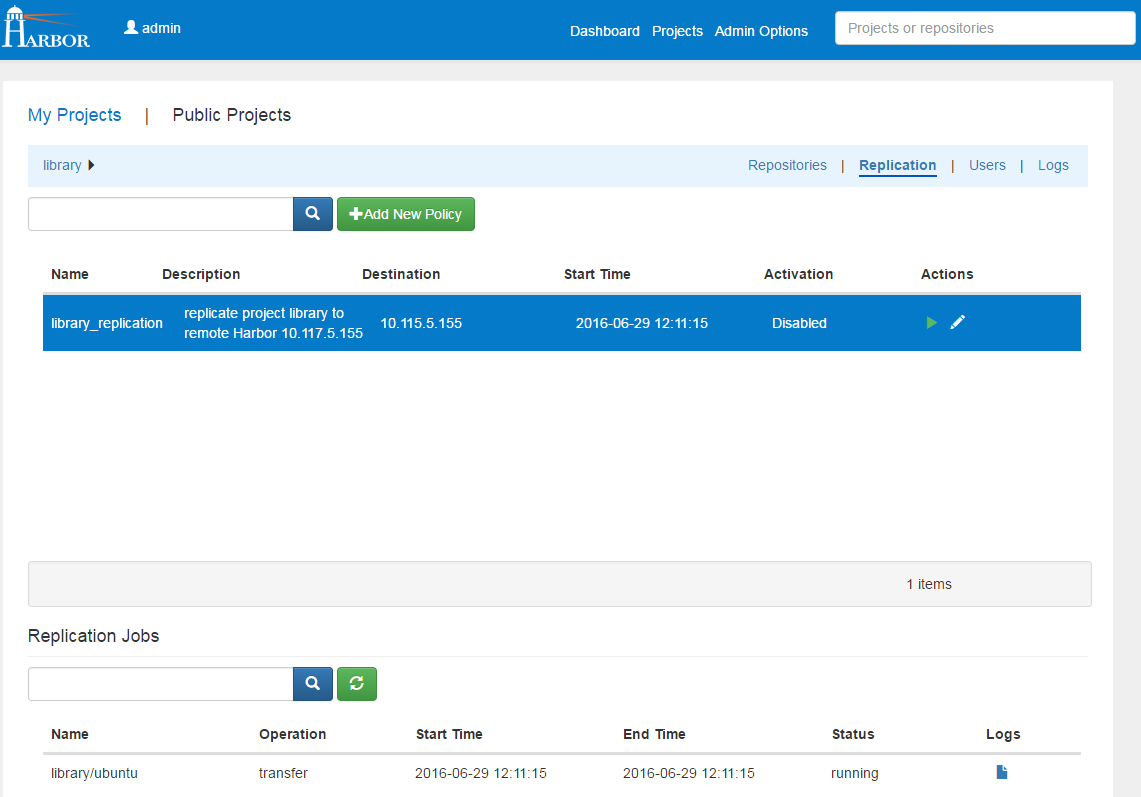 HARBOR
admin
Dashboard Projects Admin Options
Projects or repositories
My Projects | Public Projects
library
Repositories | Replication | Users | Logs
Add New Policy
Name Description Destination Start Time Activation Actions
library_replication replicate project library to remote Harbor 10.117.5.155 10.115.5.155 2016-06-29 12:11:15 Disabled
1 items
Replication Jobs
Name Operation Start Time End Time Status Logs
library/ubuntu transfer 2016-06-29 12:11:15 2016-06-29 12:11:15 running